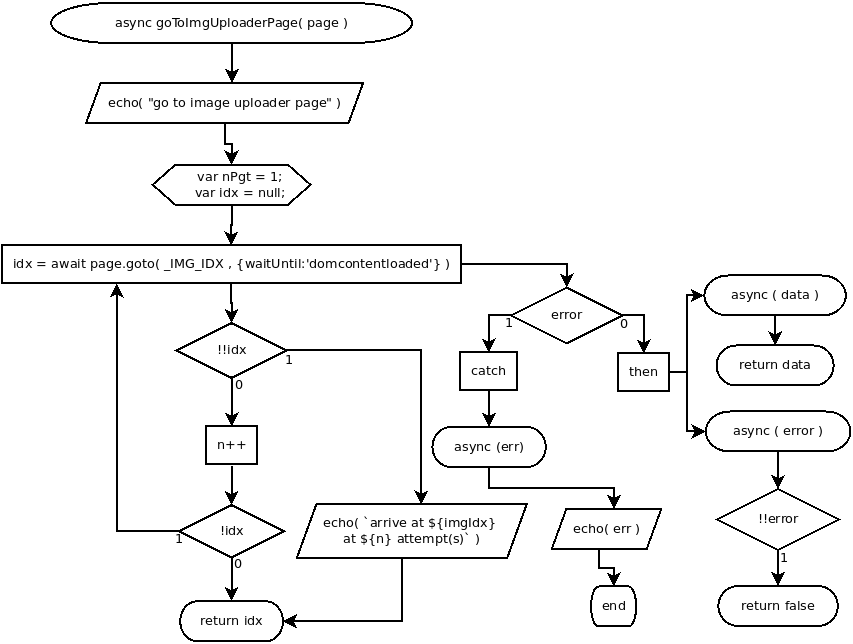 async goToImgUploaderPage( page )
echo( "go to image uploader page" )
var nPgt = 1;
var idx = null;
idx = await page.goto( _IMG_IDX , {waitUntil:'domcontentloaded'} )
error
1
0
async ( data )
!!idx
1
0
catch
then
return data
n++
async (err)
async ( error )
!idx
1
0
echo( `arrive at ${imgIdx}
at ${n} attempt(s)` )
echo( err )
!!error
1
return idx
end
return false